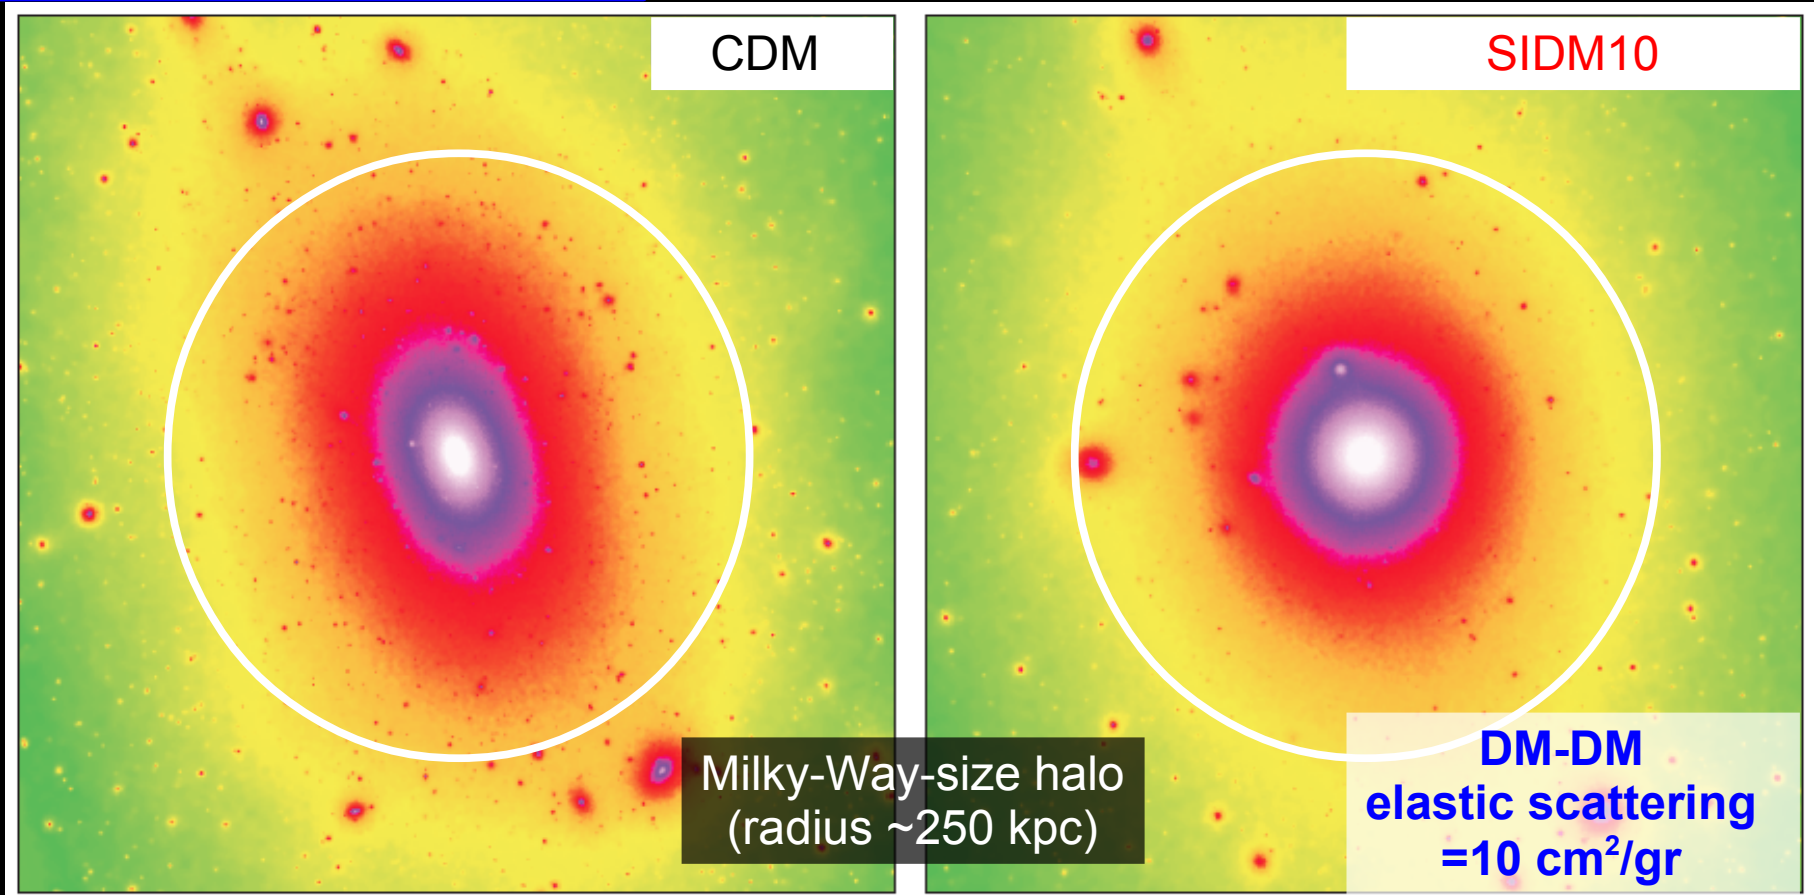 CDM
SIDM10
Milky-Way-size halo
(radius ~250 kpc)
DM-DM
elastic scattering
=10 cm²/gr